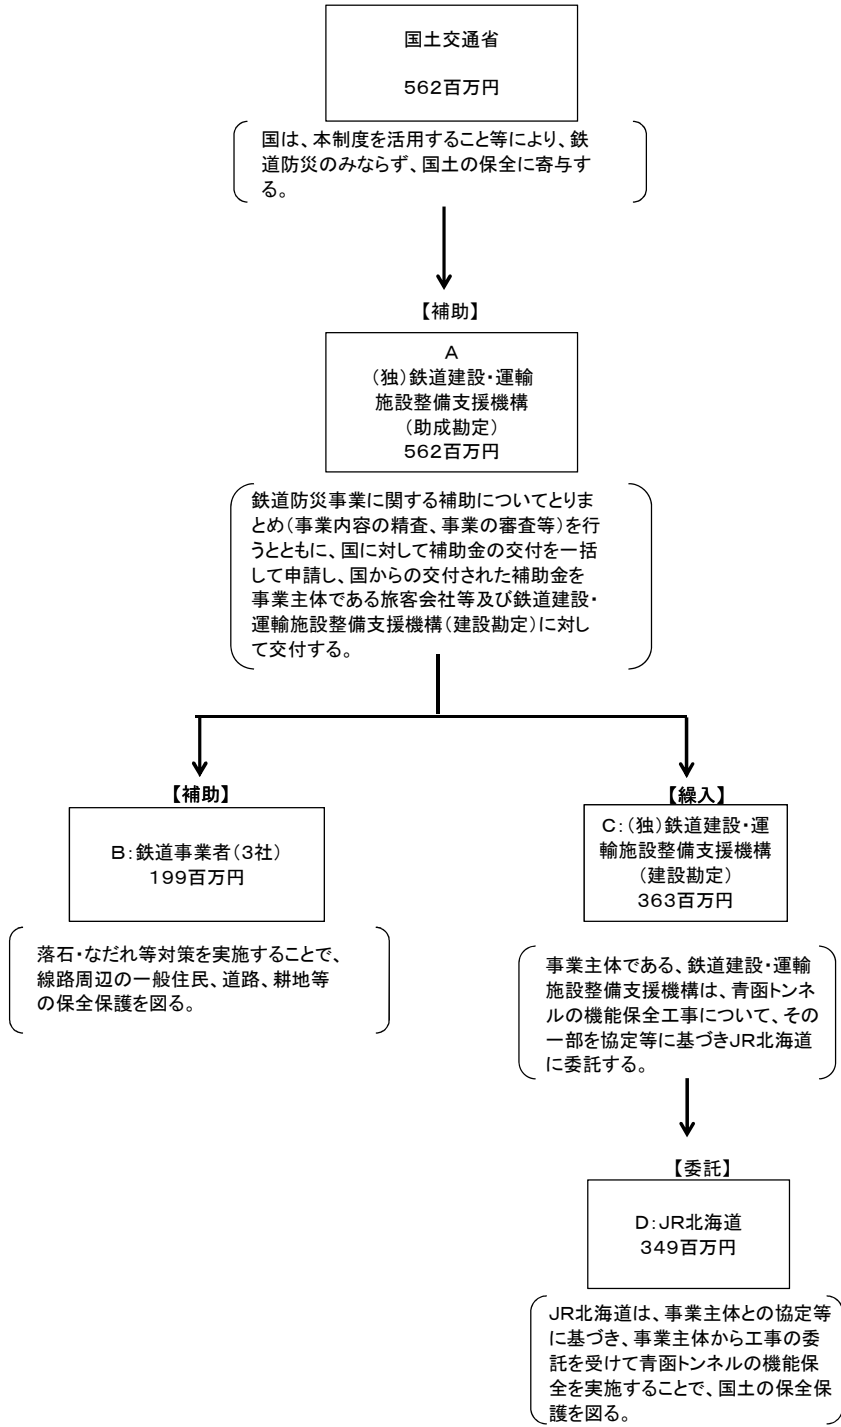 国土交通省
562百万円
国は、本制度を活用すること等により、鉄
道防災のみならず、国土の保全に寄与す
る。
【補助】
A
(独)鉄道建設・運輸
施設整備支援機構
(助成勘定)
562百万円
鉄道防災事業に関する補助についてとりま
とめ(事業内容の精査、事業の審査等)を行
うとともに、国に対して補助金の交付を一括
して申請し、国からの交付された補助金を
事業主体である旅客会社等及び鉄道建設・
運輸施設整備支援機構(建設勘定)に対し
て交付する。
【補助】
B:鉄道事業者(3社)
199百万円
落石・なだれ等対策を実施することで、
線路周辺の一般住民、道路、耕地等
の保全保護を図る。
【繰入】
C:(独)鉄道建設・運
輸施設整備支援機構
(建設勘定)
363百万円
事業主体である、鉄道建設・運輸
施設整備支援機構は、青函トンネ
ルの機能保全工事について、その
一部を協定等に基づきJR北海道
に委託する。
【委託】
D:JR北海道
349百万円
JR北海道は、事業主体との協定等
に基づき、事業主体から工事の委
託を受けて青函トンネルの機能保
全を実施することで、国土の保全保
護を図る。